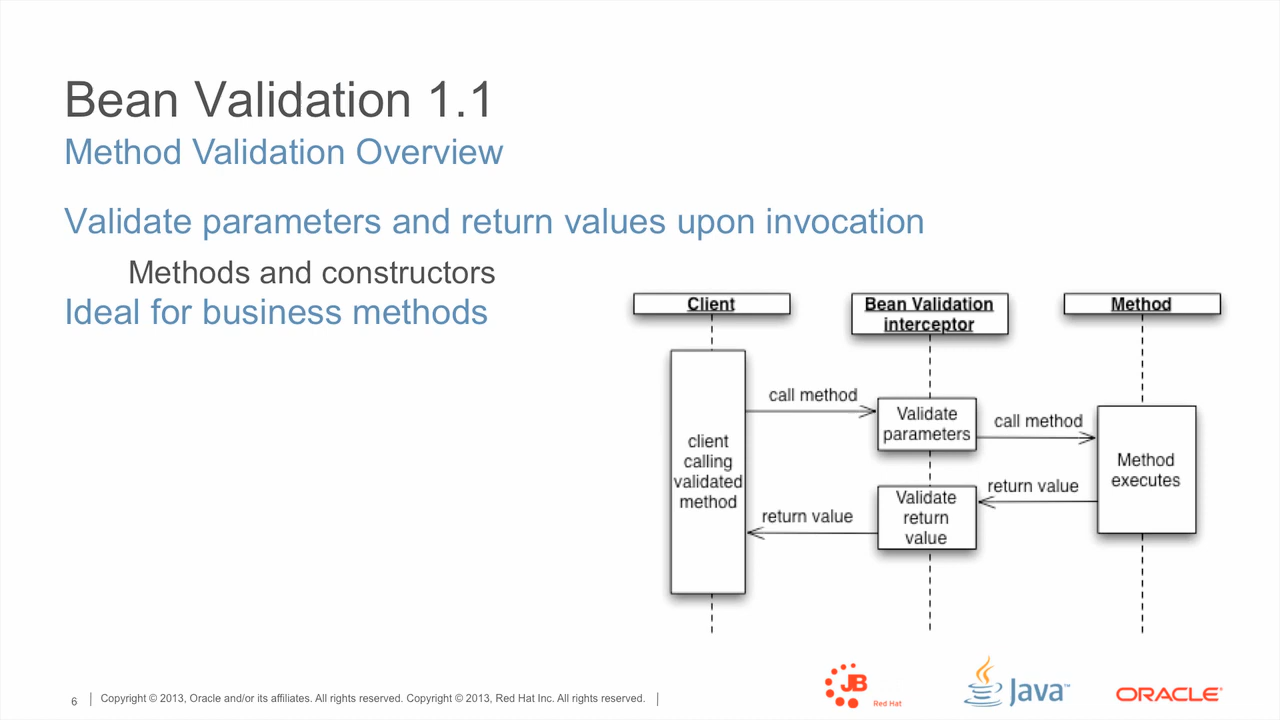 Bean Validation 1.1
Method Validation Overview
Validate parameters and return values upon invocation
Methods and constructors
Ideal for business methods
Client
Bean Validation
interceptor
Method
call method
Validate
parameters
call method
client
calling
validated
method
Method
executes
return value
Validate
return
value
return value
6
Copyright © 2013, Oracle and/or its affiliates. All rights reserved. Copyright © 2013, Red Hat Inc. All rights reserved.
JB
Red Hat
Java™
ORACLE®